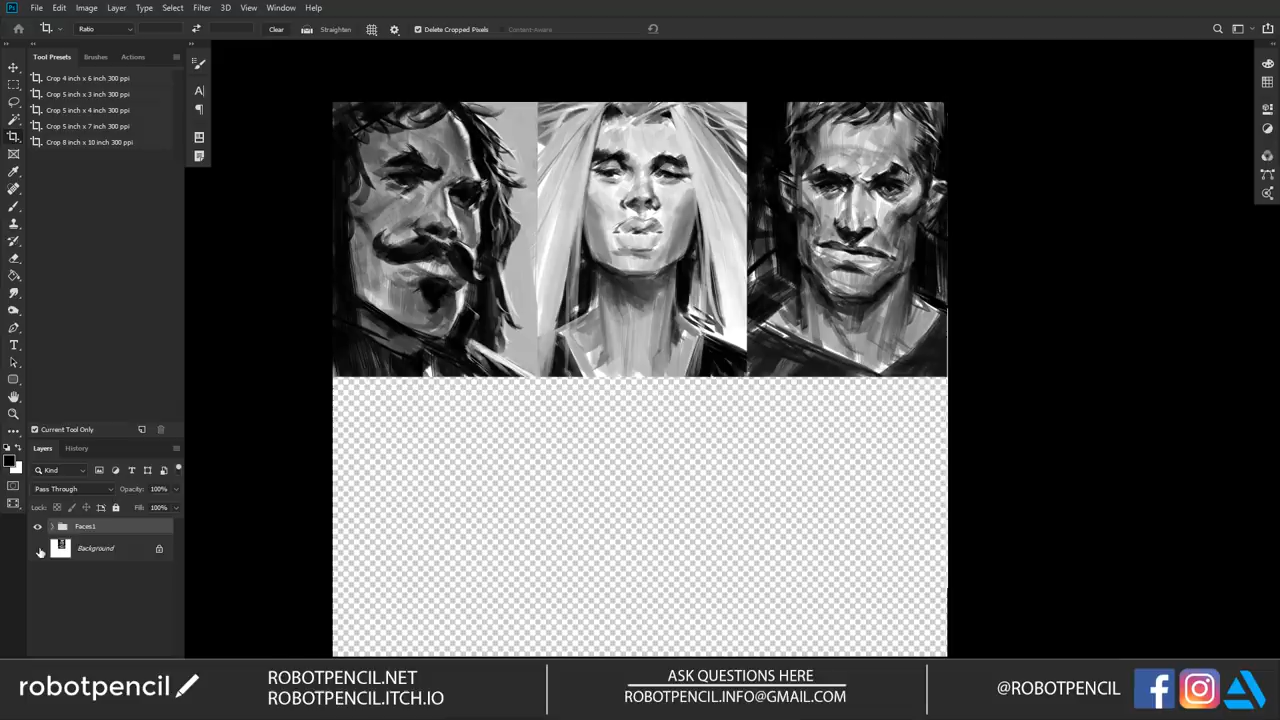 Ps File Edit Image Layer Type Select Filter 3D View Window Help
Ratio Clear Straighten Delete Cropped Pixels Content-Aware
Tool Presets Brushes Actions
Crop 4 inch x 6 inch 300 ppi
Crop 5 inch x 3 inch 300 ppi
Crop 5 inch x 4 inch 300 ppi
Crop 5 inch x 7 inch 300 ppi
Crop 8 inch x 10 inch 300 ppi
Current Tool Only
Layers History
Kind
Pass Through Opacity: 100%
Lock: Fill: 100%
Faces1
Background
robotpencil
ROBOTPENCIL.NET
ROBOTPENCIL.ITCH.IO
ASK QUESTIONS HERE
ROBOTPENCIL.INFO@GMAIL.COM
@ROBOTPENCIL